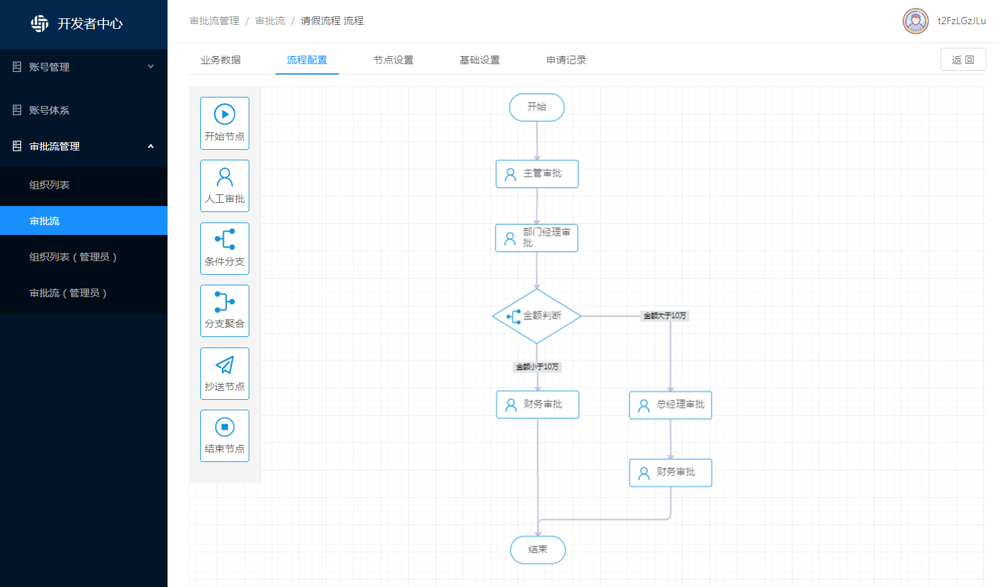 开发者中心
账号管理
账号体系
审批流管理
组织列表
审批流
组织列表（管理员）
审批流（管理员）
审批流管理 / 审批流 / 请假流程 流程
t2FzLGzJLu
业务数据 流程配置 节点设置 基础设置 申请记录
返 回
开始节点
人工审批
条件分支
分支聚合
抄送节点
结束节点
开始
主管审批
部门经理审
批
金额判断
金额大于10万
金额小于10万
财务审批
总经理审批
财务审批
结束